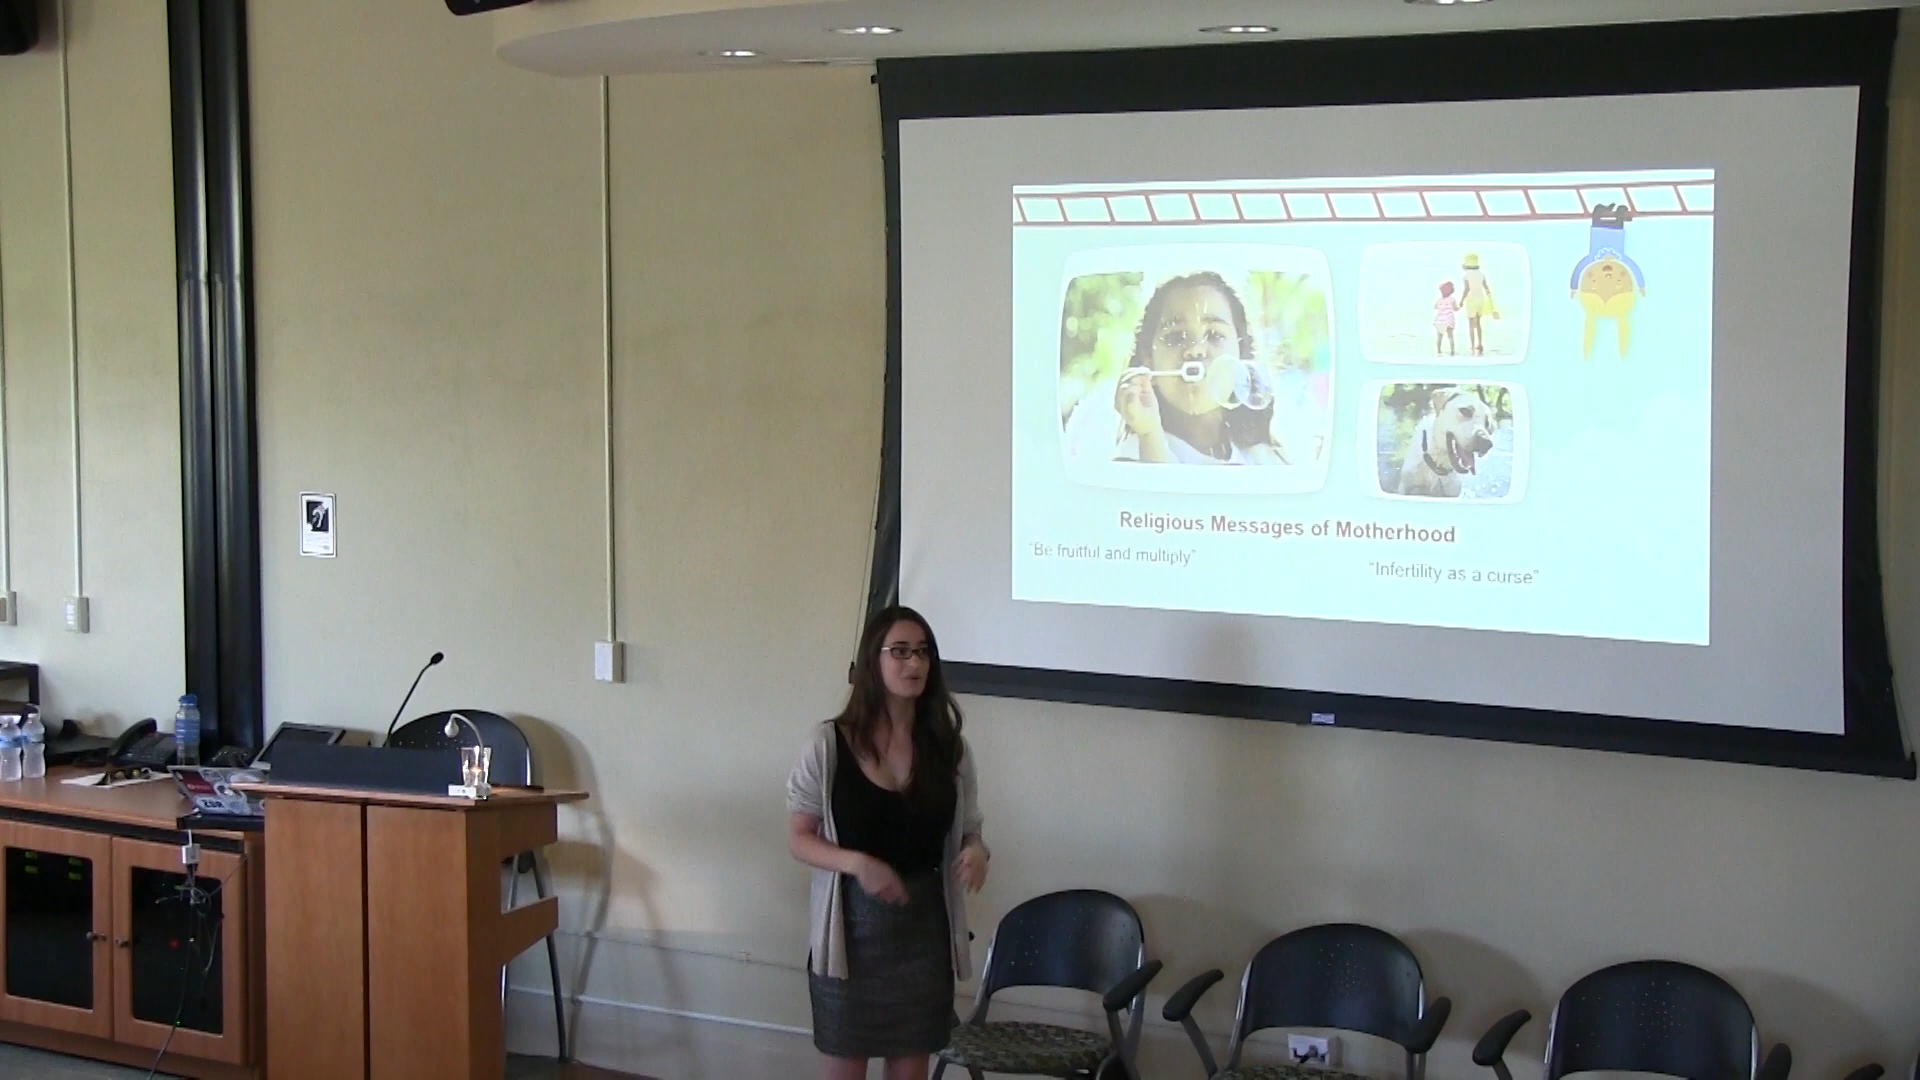 Religious Messages of Motherhood
"Be fruitful and multiply"
"Infertility as a curse"